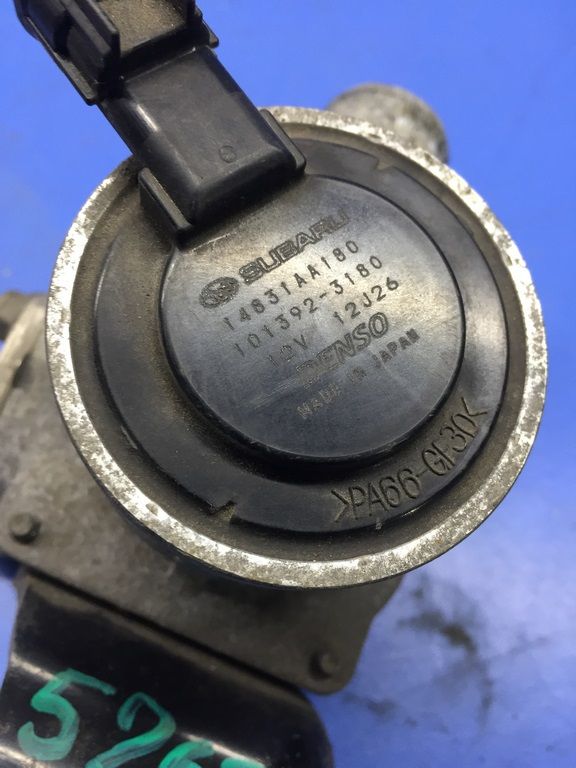 SUBARU
14831AA180
101392-3180
12V 12J26
DENSO
MADE IN JAPAN
>PA66-GF30<